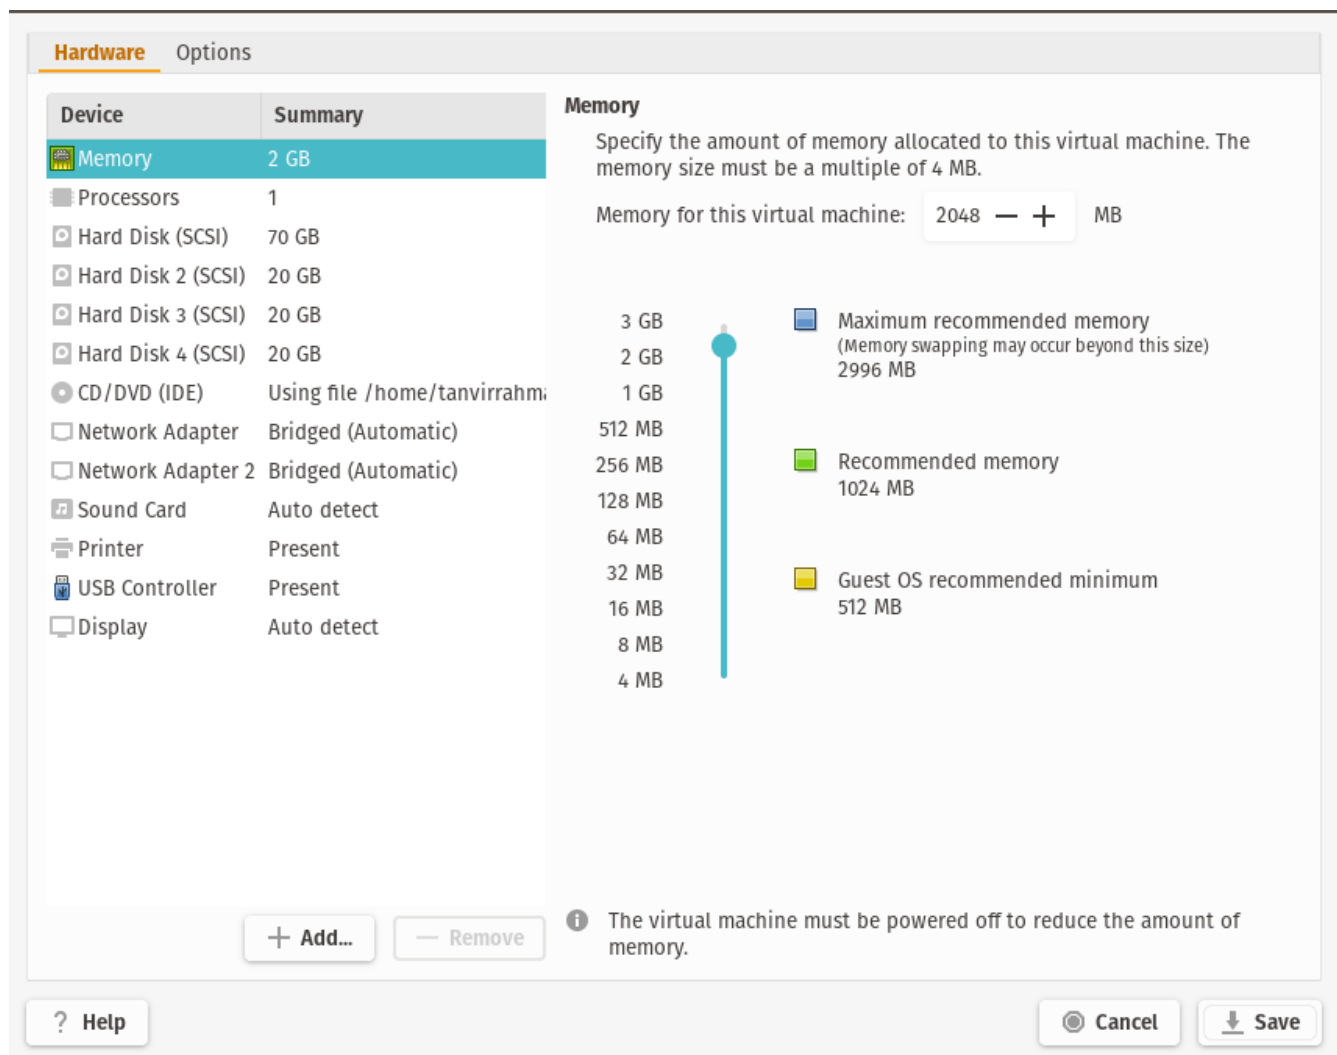 Hardware Options
Device Summary
Memory 2 GB
Processors 1
Hard Disk (SCSI) 70 GB
Hard Disk 2 (SCSI) 20 GB
Hard Disk 3 (SCSI) 20 GB
Hard Disk 4 (SCSI) 20 GB
CD/DVD (IDE) Using file /home/tanvirrahm
Network Adapter Bridged (Automatic)
Network Adapter 2 Bridged (Automatic)
Sound Card Auto detect
Printer Present
USB Controller Present
Display Auto detect
Add...
Remove
Memory
Specify the amount of memory allocated to this virtual machine. The
memory size must be a multiple of 4 MB.
Memory for this virtual machine: 2048 — + MB
3 GB
2 GB
1 GB
512 MB
256 MB
128 MB
64 MB
32 MB
16 MB
8 MB
4 MB
Maximum recommended memory
(Memory swapping may occur beyond this size)
2996 MB
Recommended memory
1024 MB
Guest OS recommended minimum
512 MB
The virtual machine must be powered off to reduce the amount of
memory.
? Help
Cancel
Save